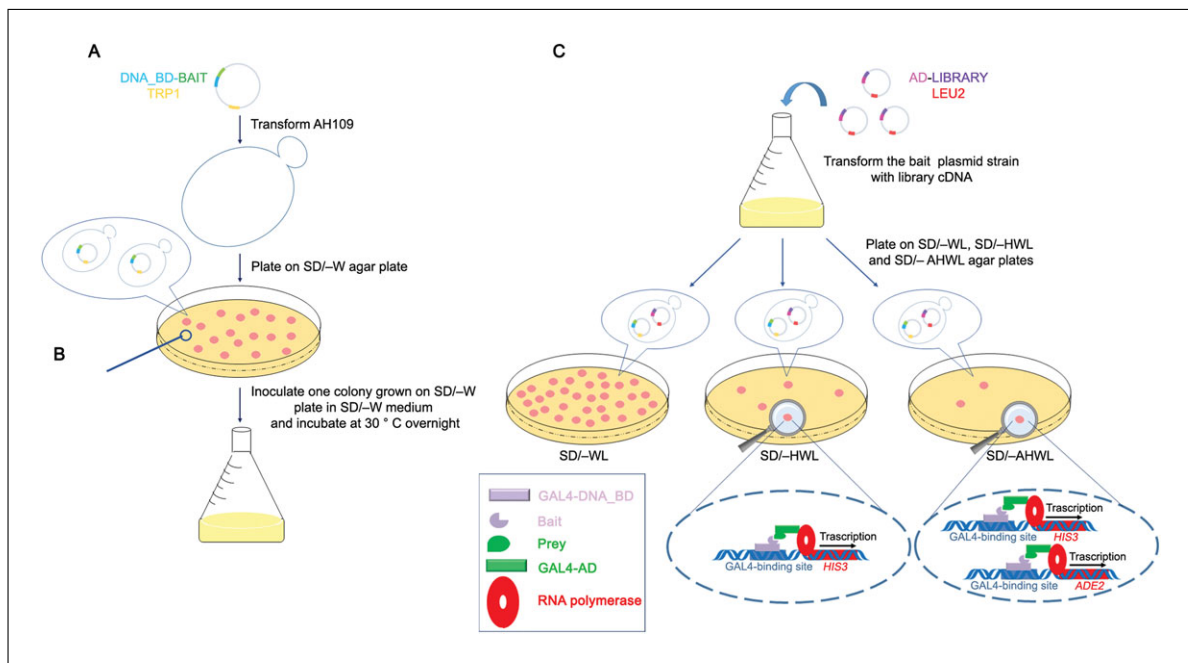 A
DNA_BD-BAIT
TRP1
Transform AH109
Plate on SD/–W agar plate
B
Inoculate one colony grown on SD/–W
plate in SD/–W medium
and incubate at 30 ° C overnight
C
AD-LIBRARY
LEU2
Transform the bait plasmid strain
with library cDNA
Plate on SD/–WL, SD/–HWL
and SD/– AHWL agar plates
SD/–WL
SD/–HWL
SD/–AHWL
GAL4-DNA_BD
Bait
Prey
GAL4-AD
RNA polymerase
Trascription
GAL4-binding site
HIS3
Trascription
GAL4-binding site
HIS3
Trascription
GAL4-binding site
ADE2